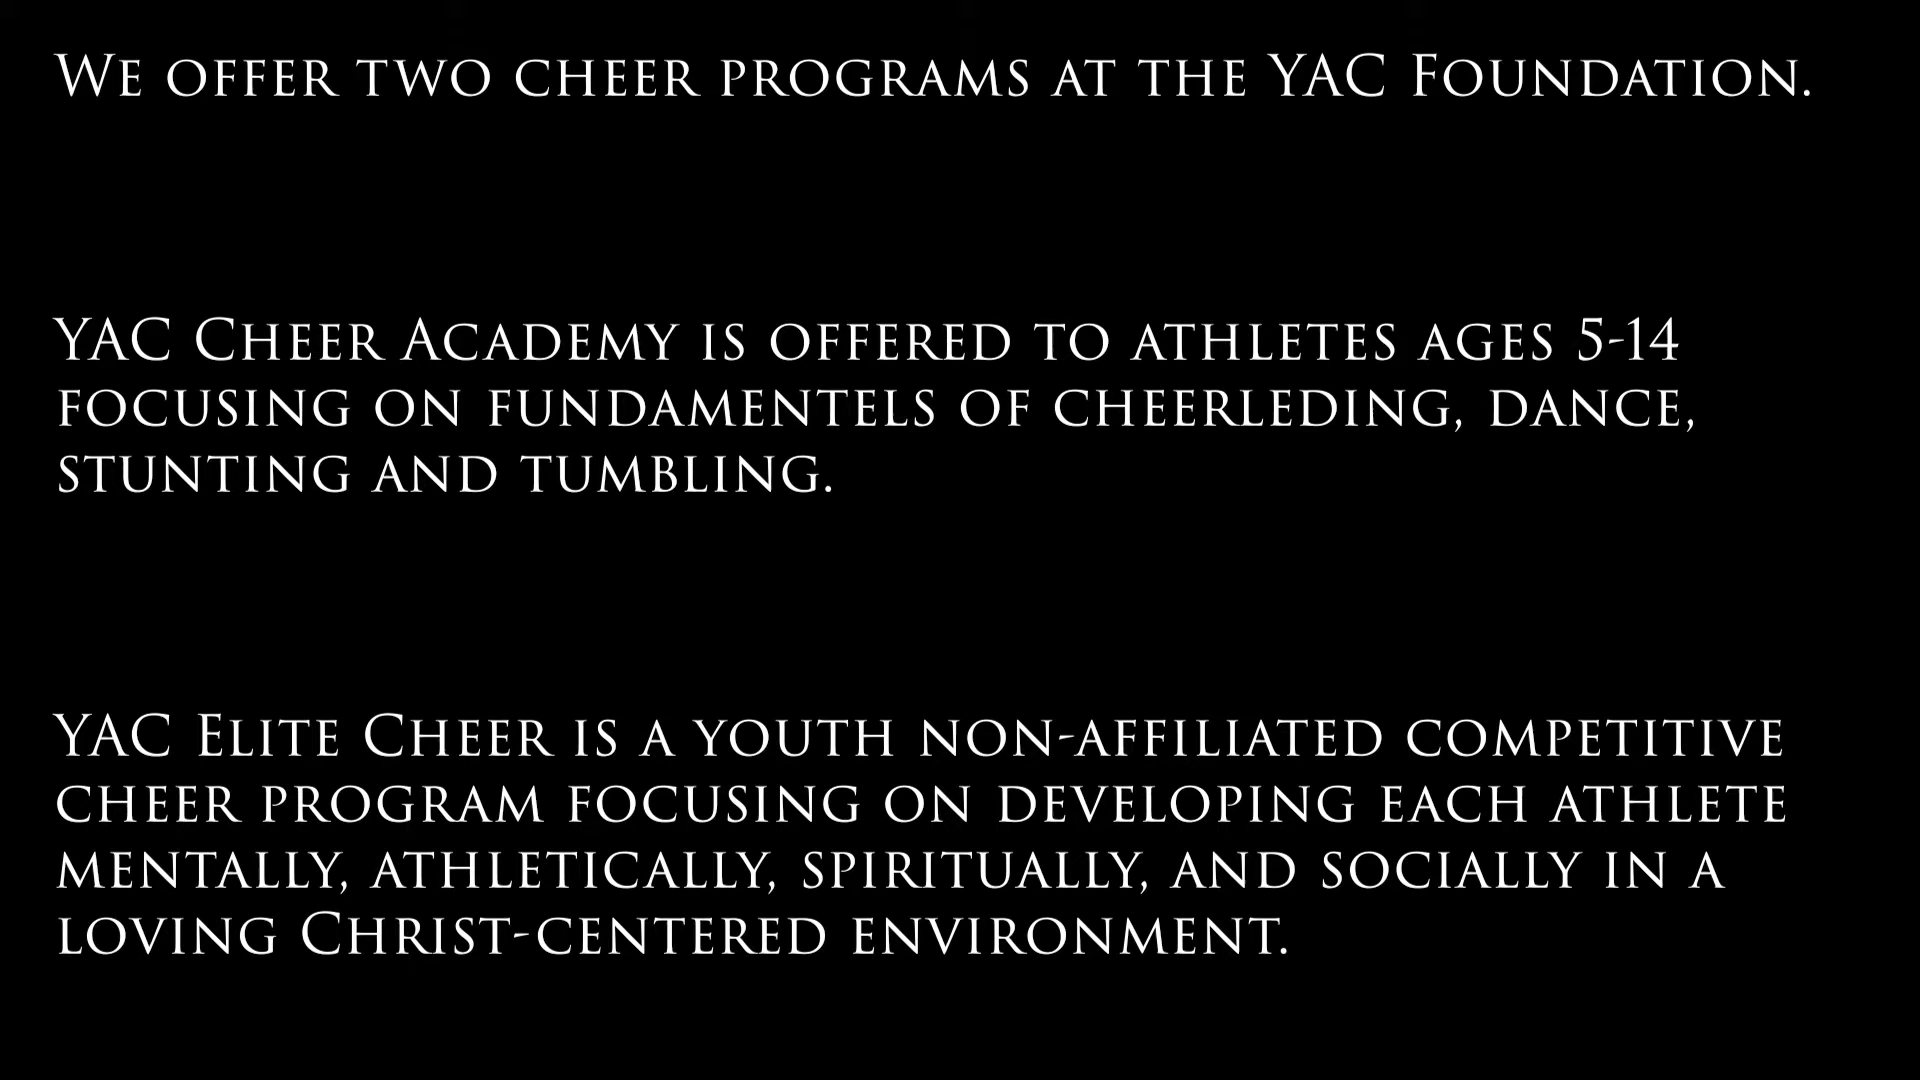 We offer two cheer programs at the YAC Foundation.
YAC Cheer Academy is offered to athletes ages 5-14
focusing on fundamentels of cheerleding, dance,
stunting and tumbling.
YAC Elite Cheer is a youth non-affiliated competitive
cheer program focusing on developing each athlete
mentally, athletically, spiritually, and socially in a
loving Christ-centered environment.